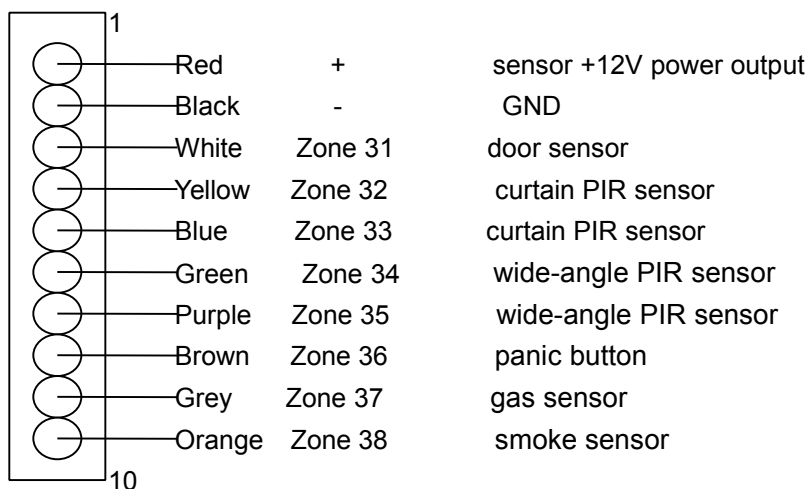 1
Red + sensor +12V power output
Black - GND
White Zone 31 door sensor
Yellow Zone 32 curtain PIR sensor
Blue Zone 33 curtain PIR sensor
Green Zone 34 wide-angle PIR sensor
Purple Zone 35 wide-angle PIR sensor
Brown Zone 36 panic button
Grey Zone 37 gas sensor
Orange Zone 38 smoke sensor
10